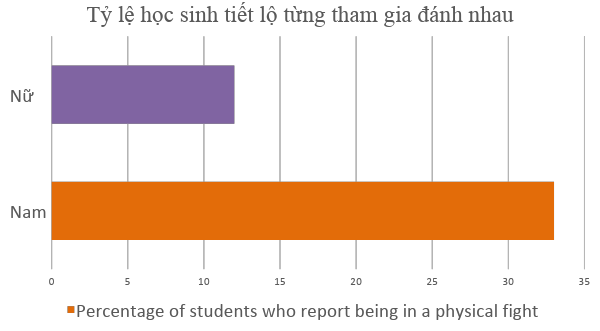 Tỷ lệ học sinh tiết lộ từng tham gia đánh nhau
Nữ
Nam
0 5 10 15 20 25 30 35
Percentage of students who report being in a physical fight